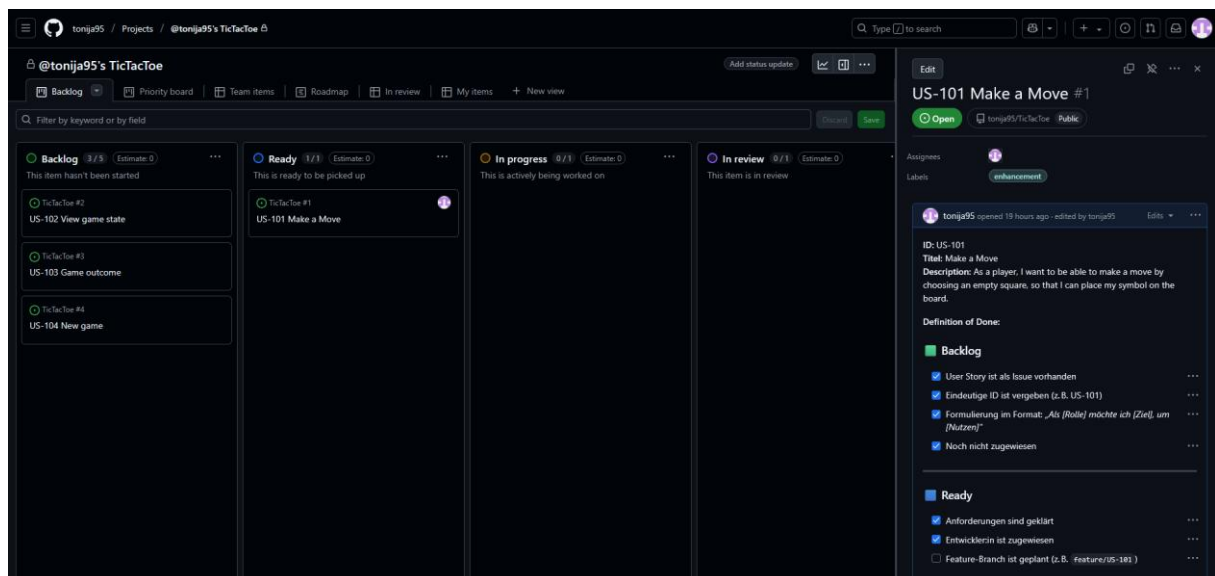 tonija95 / Projects / @tonija95's TicTacToe
Type / to search
@tonija95's TicTacToe
Add status update
Backlog
Priority board
Team items
Roadmap
In review
My items
+ New view
Filter by keyword or by field
Discard
Save
Backlog 3/5 Estimate: 0
This item hasn't been started
TicTacToe #2
US-102 View game state
TicTacToe #3
US-103 Game outcome
TicTacToe #4
US-104 New game
Ready 1/1 Estimate: 0
This is ready to be picked up
TicTacToe #1
US-101 Make a Move
In progress 0/1 Estimate: 0
This is actively being worked on
In review 0/1 Estimate: 0
This item is in review
Edit
US-101 Make a Move #1
Open
tonija95/TicTacToe Public
Assignees
Labels
enhancement
tonija95 opened 19 hours ago · edited by tonija95
Edits
ID: US-101
Titel: Make a Move
Description: As a player, I want to be able to make a move by
choosing an empty square, so that I can place my symbol on the
board.
Definition of Done:
Backlog
User Story ist als Issue vorhanden
Eindeutige ID ist vergeben (z. B. US-101)
Formulierung im Format: „Als [Rolle] möchte ich [Ziel], um
[Nutzen]“
Noch nicht zugewiesen
Ready
Anforderungen sind geklärt
Entwickler:in ist zugewiesen
Feature-Branch ist geplant (z. B. feature/US-101 )